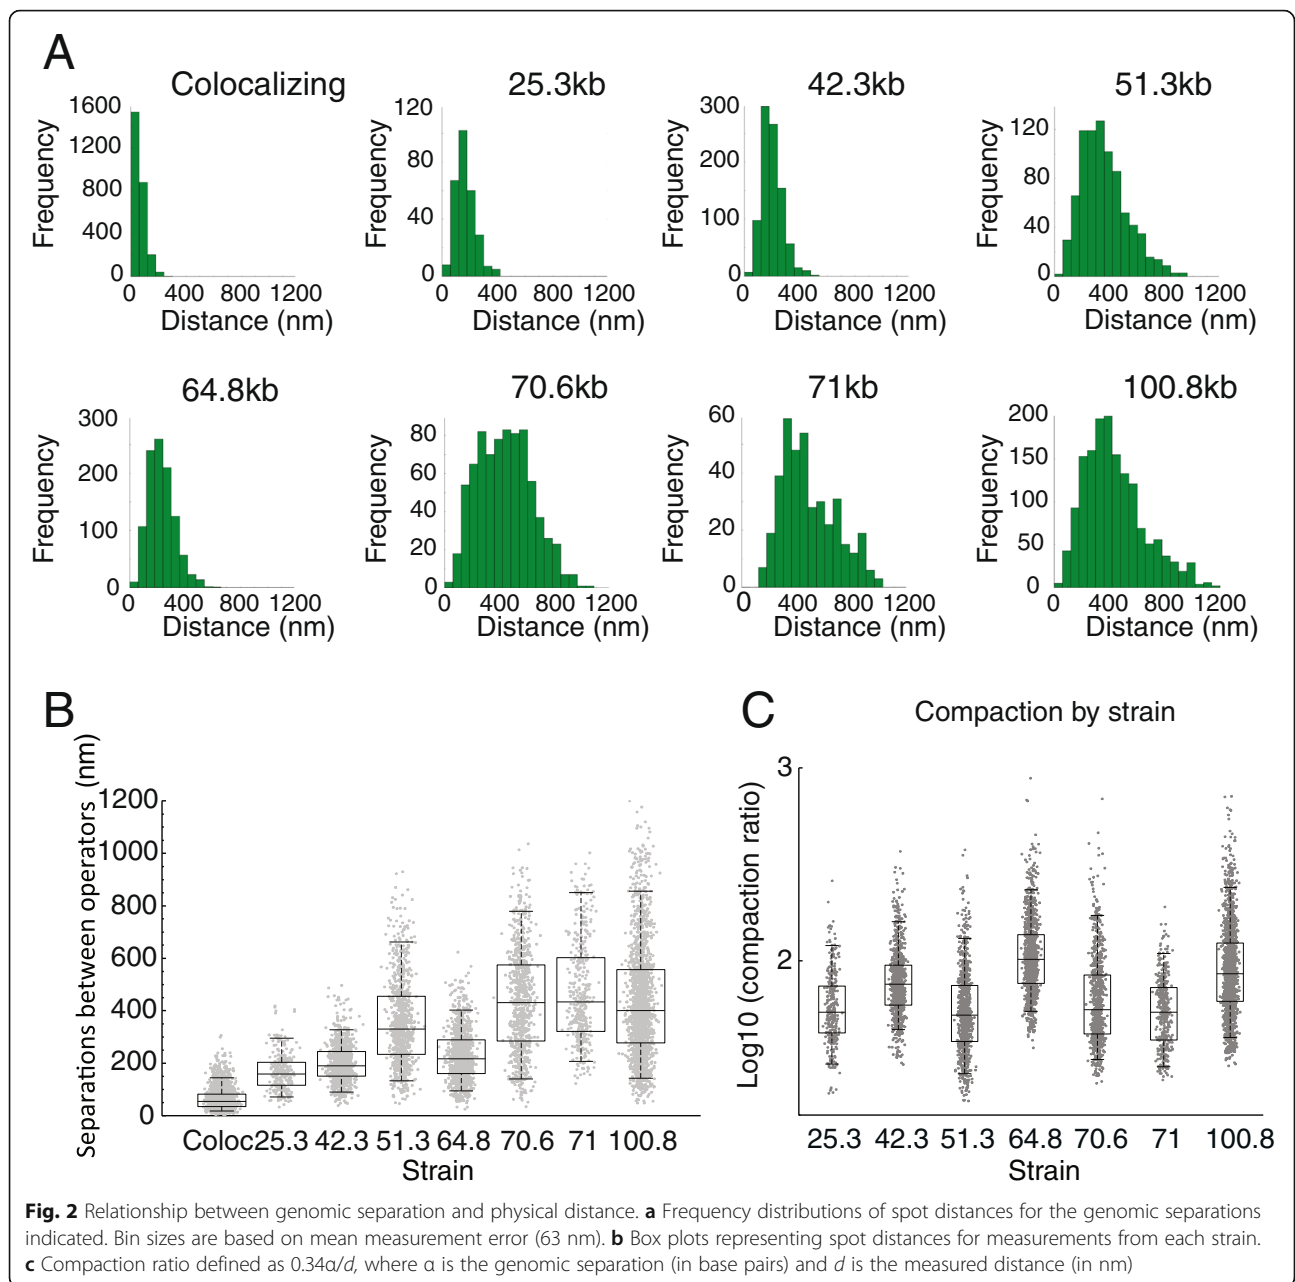 A
Colocalizing
25.3kb
42.3kb
51.3kb
Frequency
1600
1200
800
400
0
0 400 800 1200
Distance (nm)
Frequency
120
80
40
0
0 400 800 1200
Distance (nm)
Frequency
300
200
100
0
0 400 800 1200
Distance (nm)
Frequency
120
80
40
0
0 400 800 1200
Distance (nm)
64.8kb
70.6kb
71kb
100.8kb
Frequency
300
200
100
0
0 400 800 1200
Distance (nm)
Frequency
80
60
40
20
0
0 400 800 1200
Distance (nm)
Frequency
60
40
20
0
0 400 800 1200
Distance (nm)
Frequency
200
150
100
50
0
0 400 800 1200
Distance (nm)
B
Separations between operators (nm)
1200
1000
800
600
400
200
0
Coloc 25.3 42.3 51.3 64.8 70.6 71 100.8
Strain
C
Compaction by strain
Log10 (compaction ratio)
3
2
25.3 42.3 51.3 64.8 70.6 71 100.8
Strain
Fig. 2 Relationship between genomic separation and physical distance. a Frequency distributions of spot distances for the genomic separations
indicated. Bin sizes are based on mean measurement error (63 nm). b Box plots representing spot distances for measurements from each strain.
c Compaction ratio defined as 0.34α/d, where α is the genomic separation (in base pairs) and d is the measured distance (in nm)